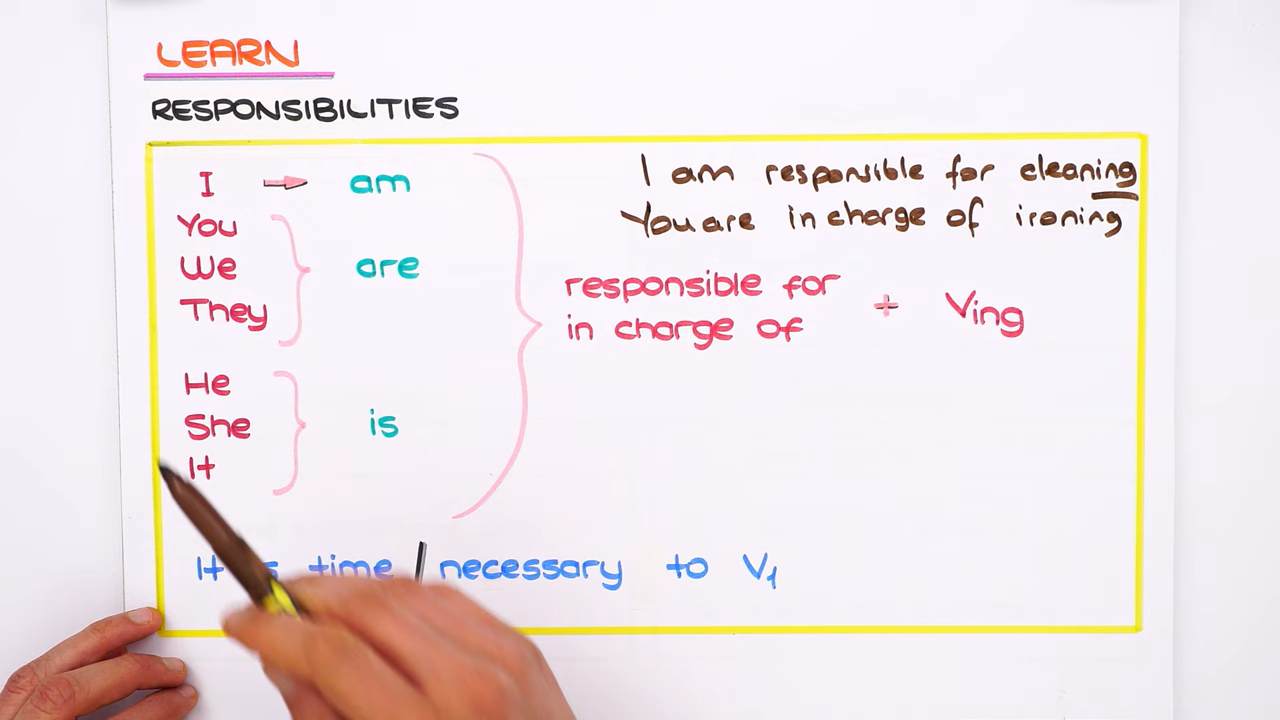 LEARN
RESPONSIBILITIES
I → am
You
We
They
are
He
She
It
is
responsible for
in charge of
+ Ving
I am responsible for cleaning
You are in charge of ironing
It is time / necessary to V1